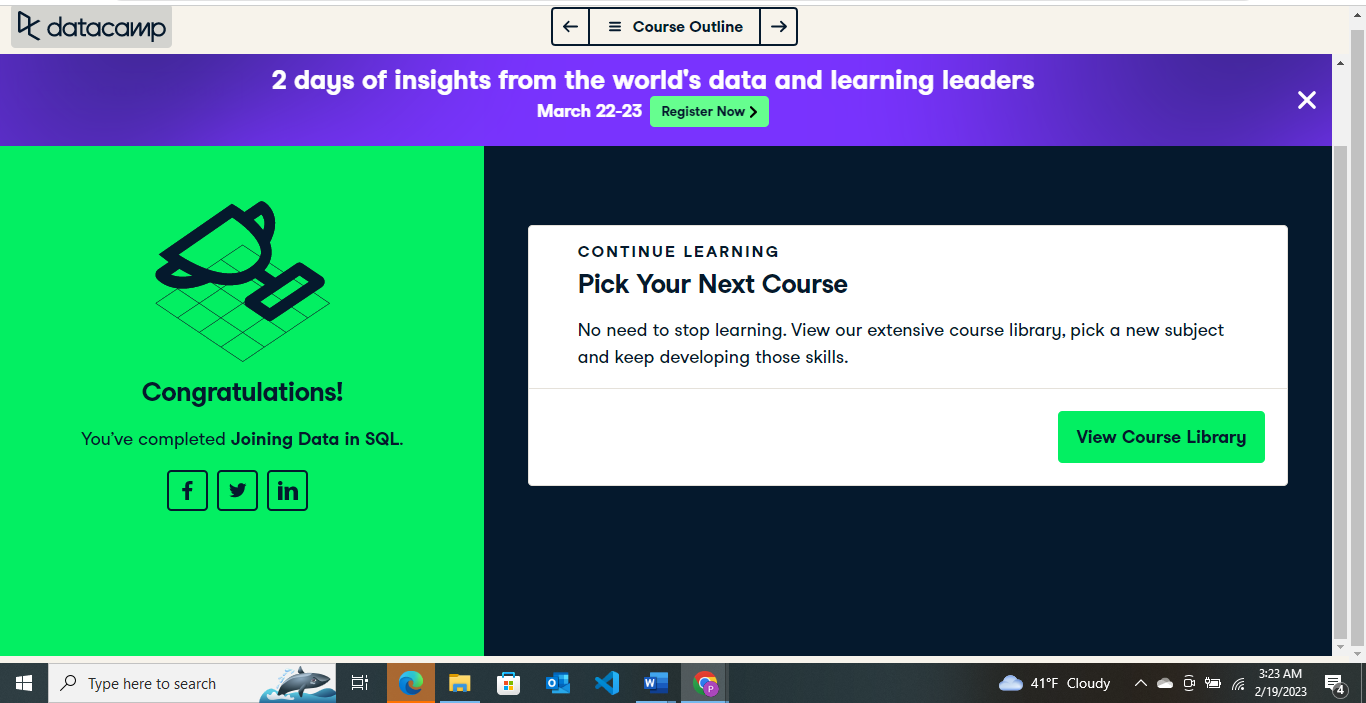 datacamp
Course Outline
2 days of insights from the world's data and learning leaders
March 22-23 Register Now
CONTINUE LEARNING
Pick Your Next Course
No need to stop learning. View our extensive course library, pick a new subject
and keep developing those skills.
View Course Library
Congratulations!
You've completed Joining Data in SQL.
Type here to search
41°F Cloudy
3:23 AM
2/19/2023
4